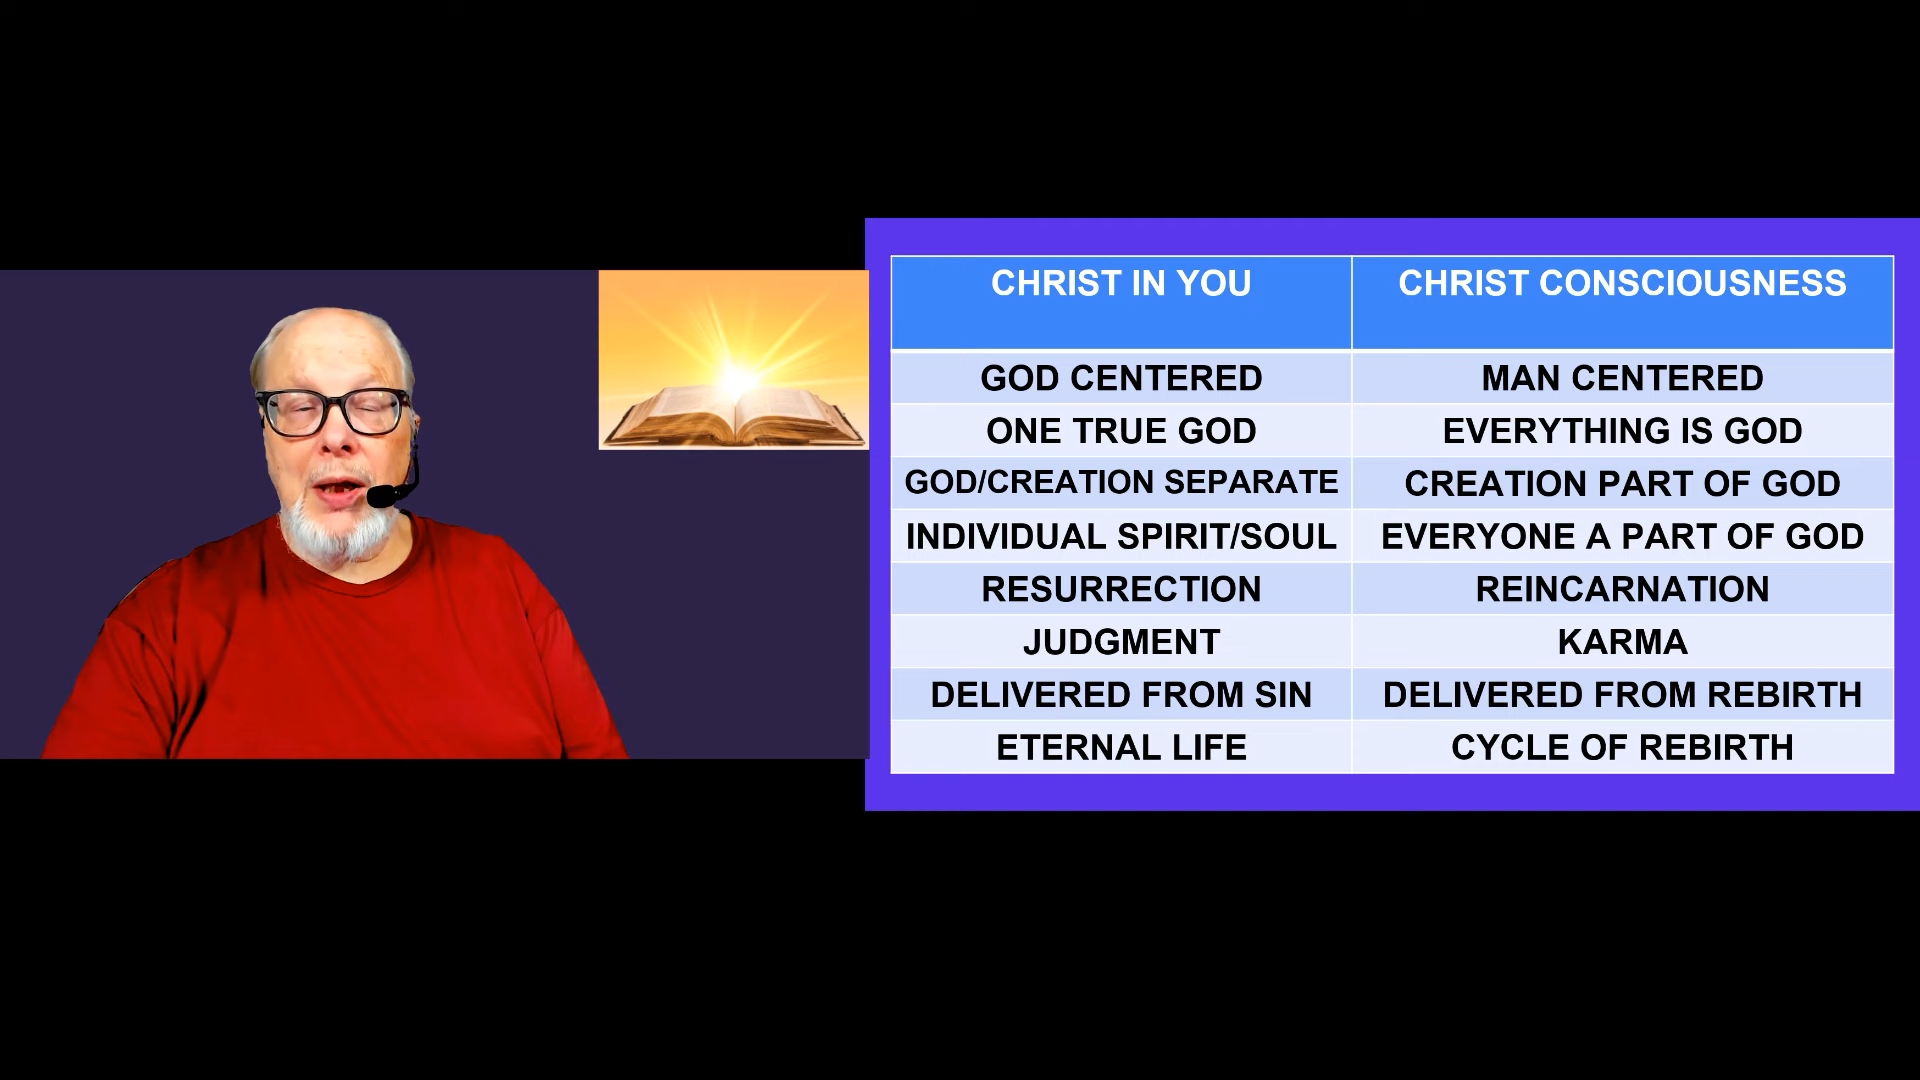 CHRIST IN YOU
CHRIST CONSCIOUSNESS
GOD CENTERED
MAN CENTERED
ONE TRUE GOD
EVERYTHING IS GOD
GOD/CREATION SEPARATE
CREATION PART OF GOD
INDIVIDUAL SPIRIT/SOUL
EVERYONE A PART OF GOD
RESURRECTION
REINCARNATION
JUDGMENT
KARMA
DELIVERED FROM SIN
DELIVERED FROM REBIRTH
ETERNAL LIFE
CYCLE OF REBIRTH